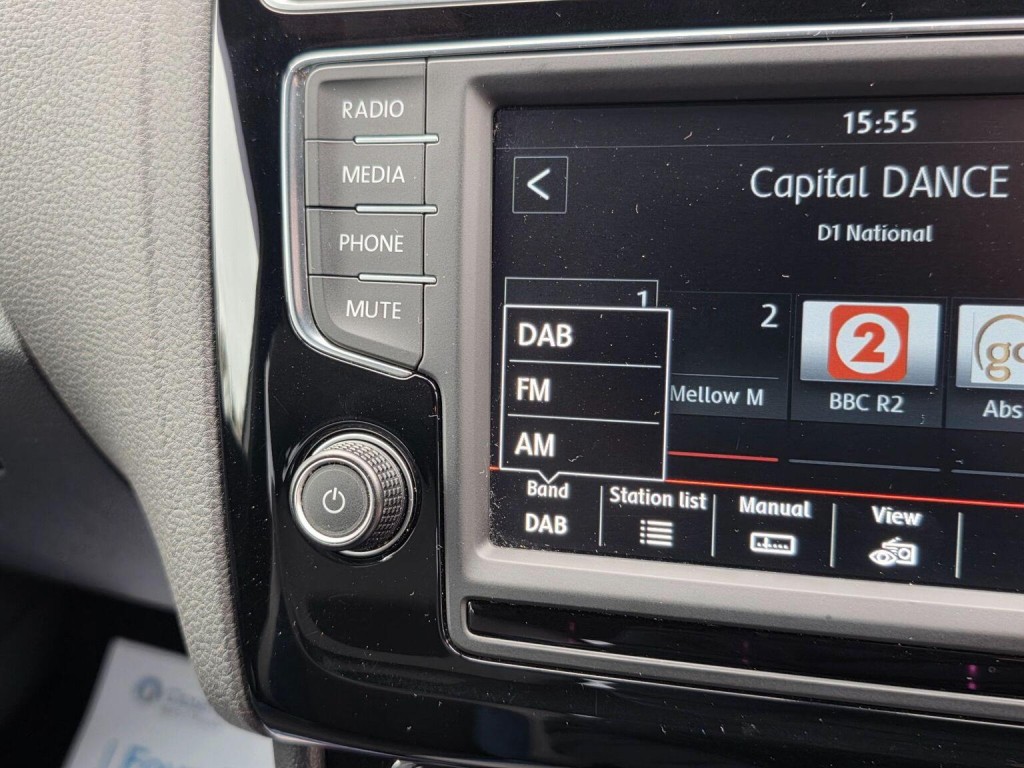 RADIO
MEDIA
PHONE
MUTE
15:55
<
Capital DANCE
D1 National
1
2
Mellow M
2
BBC R2
Abs
DAB
FM
AM
Band
DAB
Station list
Manual
View